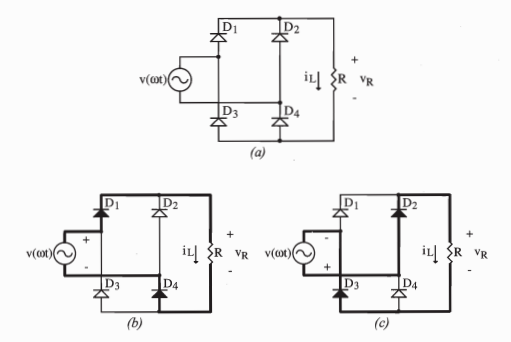 D1 D2
+
v(ωt) iL R vR
-
D3 D4
(a)
D1 D2 D1 D2
+ + - +
v(ωt) iL R vR v(ωt) iL R vR
- - + -
D3 D4 D3 D4
(b) (c)